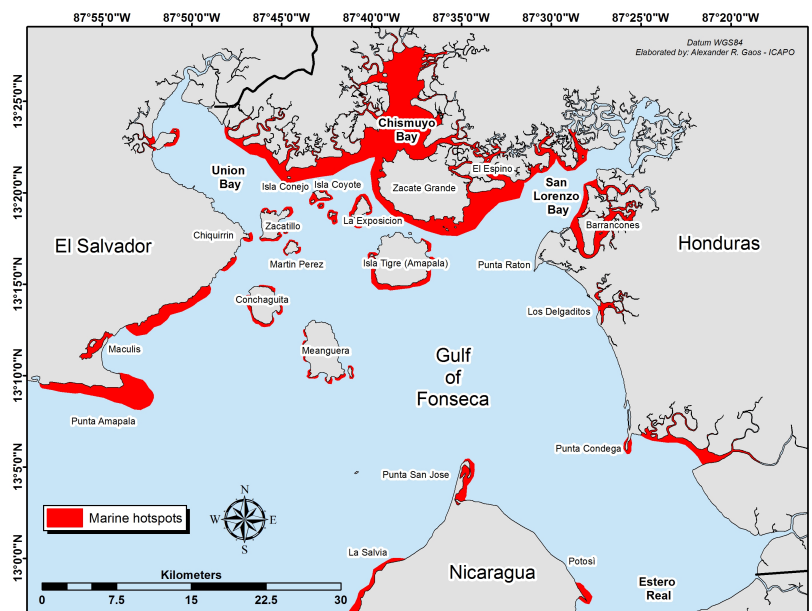 87°55'0"W 87°50'0"W 87°45'0"W 87°40'0"W 87°35'0"W 87°30'0"W 87°25'0"W 87°20'0"W
Datum WGS84
Elaborated by: Alexander R. Gaos - ICAPO
13°25'0"N
13°20'0"N
13°15'0"N
13°10'0"N
13°5'0"N
13°0'0"N
Chismuyo
Bay
Union
Bay
Isla Conejo
Isla Coyote
Zacate Grande
El Espino
San
Lorenzo
Bay
La Exposicion
Zacatillo
Barrancones
Chiquirrin
El Salvador
Honduras
Martin Perez
Isla Tigre (Amapala)
Punta Raton
Conchaguita
Los Delgaditos
Maculis
Meanguera
Gulf
of
Fonseca
Punta Amapala
Punta Condega
Punta San Jose
Marine hotspots
N
W E
S
La Salvia
Nicaragua
Potosi
Estero
Real
Kilometers
0 7.5 15 22.5 30